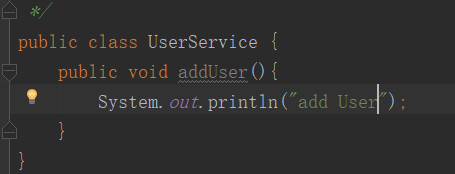 */
public class UserService {
    public void addUser(){
        System.out.println("add User");
    }
}